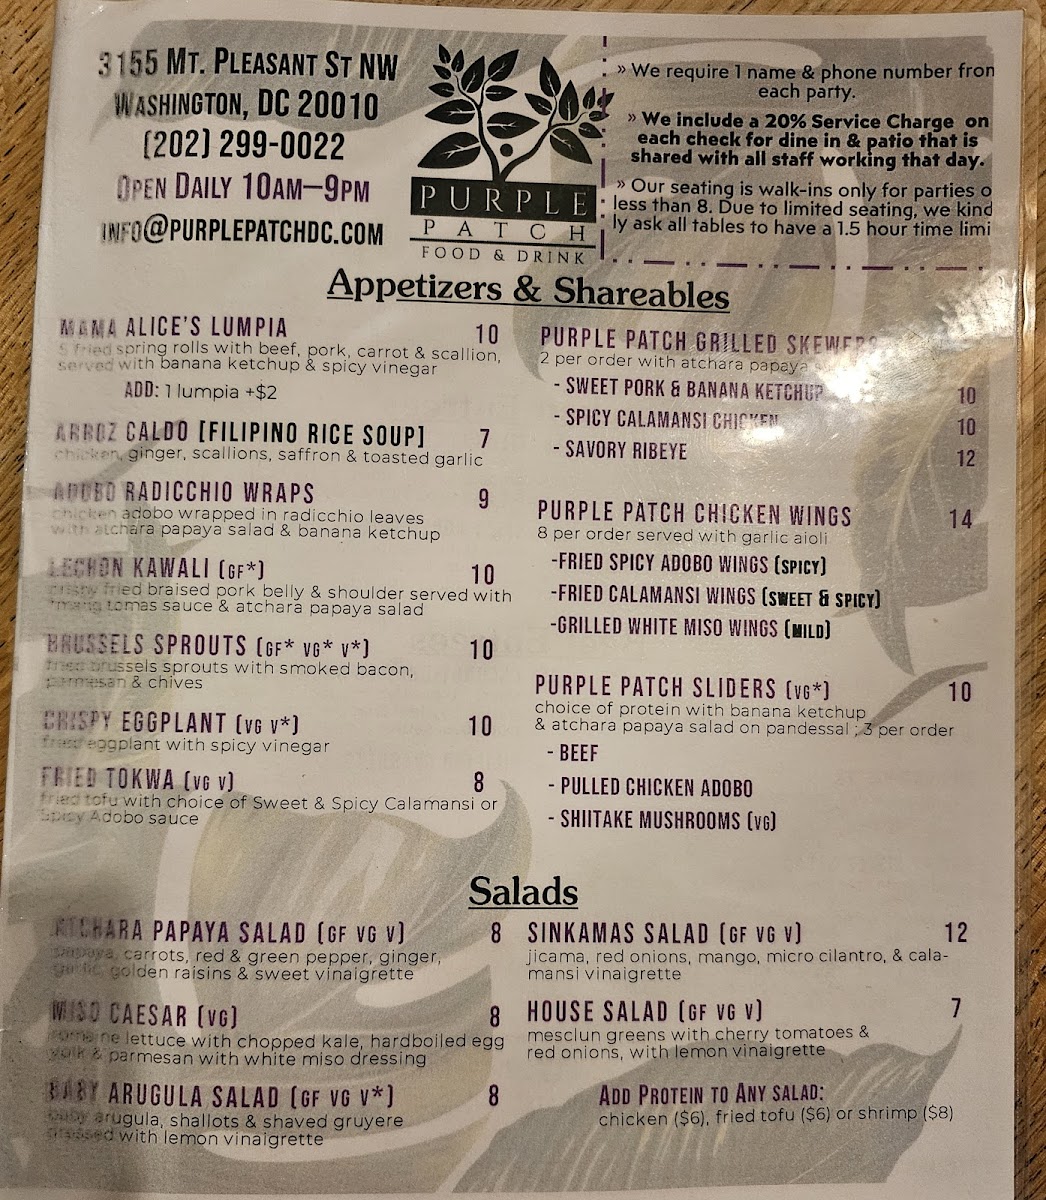 3155 Mt. Pleasant St NW
Washington, DC 20010
(202) 299-0022
Open Daily 10am–9pm
info@purplepatchdc.com
PURPLE
PATCH
FOOD & DRINK
» We require 1 name & phone number fron
each party.
» We include a 20% Service Charge on
each check for dine in & patio that is
shared with all staff working that day.
» Our seating is walk-ins only for parties o
less than 8. Due to limited seating, we kind
ly ask all tables to have a 1.5 hour time limi
Appetizers & Shareables
MAMA ALICE'S LUMPIA 10
5 fried spring rolls with beef, pork, carrot & scallion,
served with banana ketchup & spicy vinegar
ADD: 1 lumpia +$2
ARROZ CALDO [FILIPINO RICE SOUP] 7
chicken, ginger, scallions, saffron & toasted garlic
ADOBO RADICCHIO WRAPS 9
chicken adobo wrapped in radicchio leaves
with atchara papaya salad & banana ketchup
LECHON KAWALI (GF*) 10
crispy fried braised pork belly & shoulder served with
mang tomas sauce & atchara papaya salad
BRUSSELS SPROUTS (GF* VG* V*) 10
fried brussels sprouts with smoked bacon,
parmesan & chives
CRISPY EGGPLANT (VG V*) 10
fried eggplant with spicy vinegar
FRIED TOKWA (VG V) 8
fried tofu with choice of Sweet & Spicy Calamansi or
Spicy Adobo sauce
PURPLE PATCH GRILLED SKEWERS
2 per order with atchara papaya
- SWEET PORK & BANANA KETCHUP 10
- SPICY CALAMANSI CHICKEN 10
- SAVORY RIBEYE 12
PURPLE PATCH CHICKEN WINGS 14
8 per order served with garlic aioli
-FRIED SPICY ADOBO WINGS (SPICY)
-FRIED CALAMANSI WINGS (SWEET & SPICY)
-GRILLED WHITE MISO WINGS (MILD)
PURPLE PATCH SLIDERS (VG*) 10
choice of protein with banana ketchup
& atchara papaya salad on pandessal ; 3 per order
- BEEF
- PULLED CHICKEN ADOBO
- SHIITAKE MUSHROOMS (VG)
Salads
ATCHARA PAPAYA SALAD (GF VG V) 8
papaya, carrots, red & green pepper, ginger,
garlic, golden raisins & sweet vinaigrette
MISO CAESAR (VG) 8
romaine lettuce with chopped kale, hardboiled egg
yolk & parmesan with white miso dressing
BABY ARUGULA SALAD (GF VG V*) 8
baby arugula, shallots & shaved gruyere
dressed with lemon vinaigrette
SINKAMAS SALAD (GF VG V) 12
jicama, red onions, mango, micro cilantro, & cala-
mansi vinaigrette
HOUSE SALAD (GF VG V) 7
mesclun greens with cherry tomatoes &
red onions, with lemon vinaigrette
Add Protein to Any salad:
chicken ($6), fried tofu ($6) or shrimp ($8)